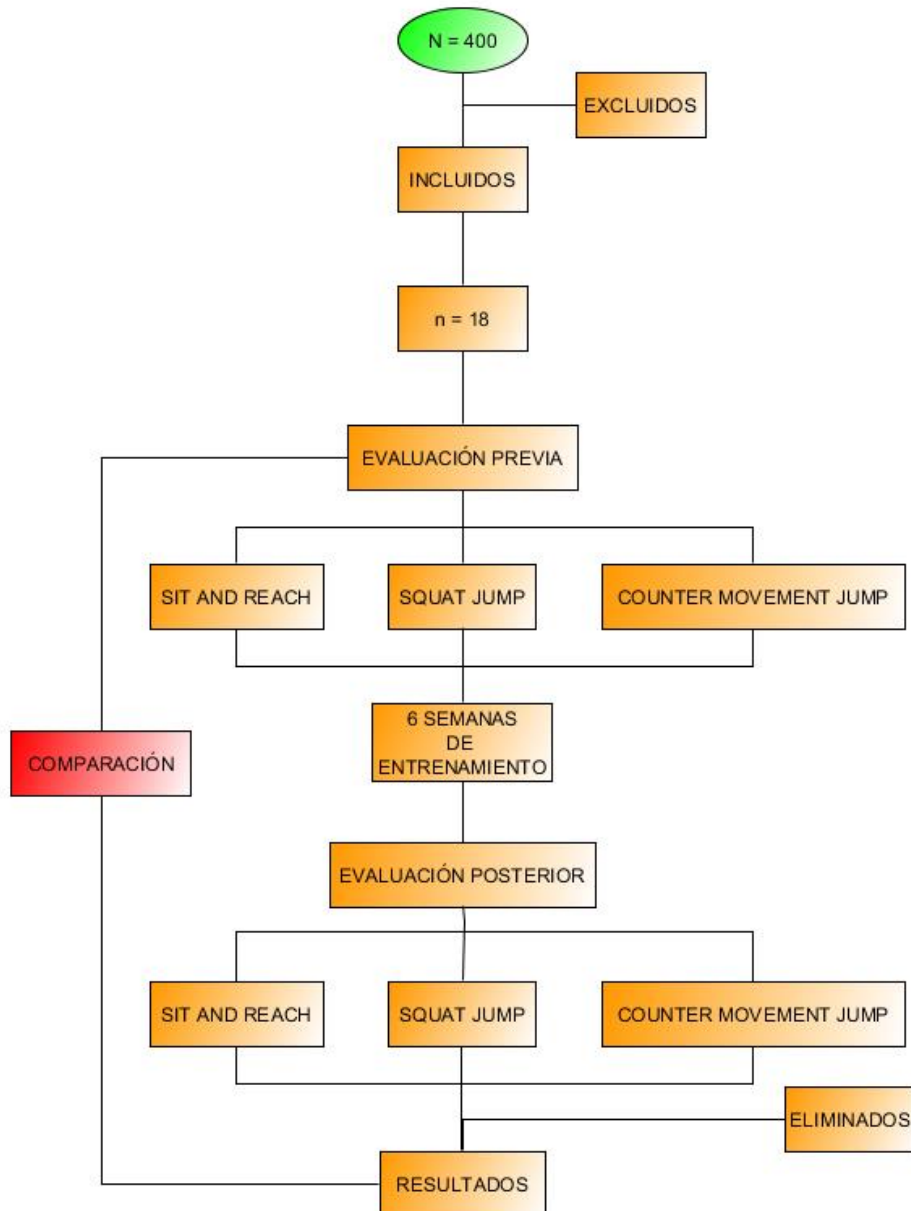 N = 400
EXCLUIDOS
INCLUIDOS
n = 18
EVALUACIÓN PREVIA
SIT AND REACH
SQUAT JUMP
COUNTER MOVEMENT JUMP
6 SEMANAS
DE
ENTRENAMIENTO
COMPARACIÓN
EVALUACIÓN POSTERIOR
SIT AND REACH
SQUAT JUMP
COUNTER MOVEMENT JUMP
ELIMINADOS
RESULTADOS